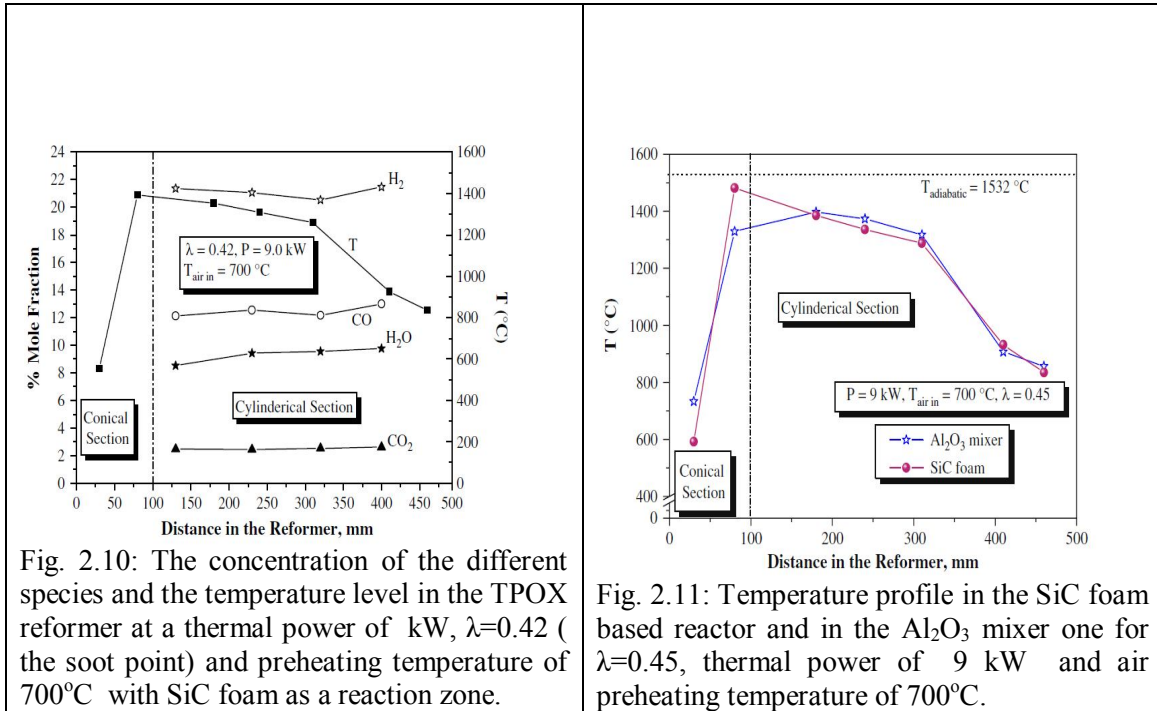 24
22
20
18
16
14
12
10
8
6
4
2
0
% Mole Fraction
1600
1400
1200
1000
800
600
400
200
0
T (°C)
H₂
λ = 0.42, P = 9.0 kW
T air in = 700 °C
T
CO
H₂O
Conical
Section
Cylinderical Section
CO₂
0 50 100 150 200 250 300 350 400 450 500
Distance in the Reformer, mm
Fig. 2.10: The concentration of the different
species and the temperature level in the TPOX
reformer at a thermal power of kW, λ=0.42 (
the soot point) and preheating temperature of
700°C with SiC foam as a reaction zone.
1600
1400
1200
1000
800
600
400
0
T (°C)
T adiabatic = 1532 °C
Cylinderical Section
P = 9 kW, T air in = 700 °C, λ = 0.45
Al₂O₃ mixer
SiC foam
Conical
Section
0 100 200 300 400 500
Distance in the Reformer, mm
Fig. 2.11: Temperature profile in the SiC foam
based reactor and in the Al₂O₃ mixer one for
λ=0.45, thermal power of 9 kW and air
preheating temperature of 700°C.